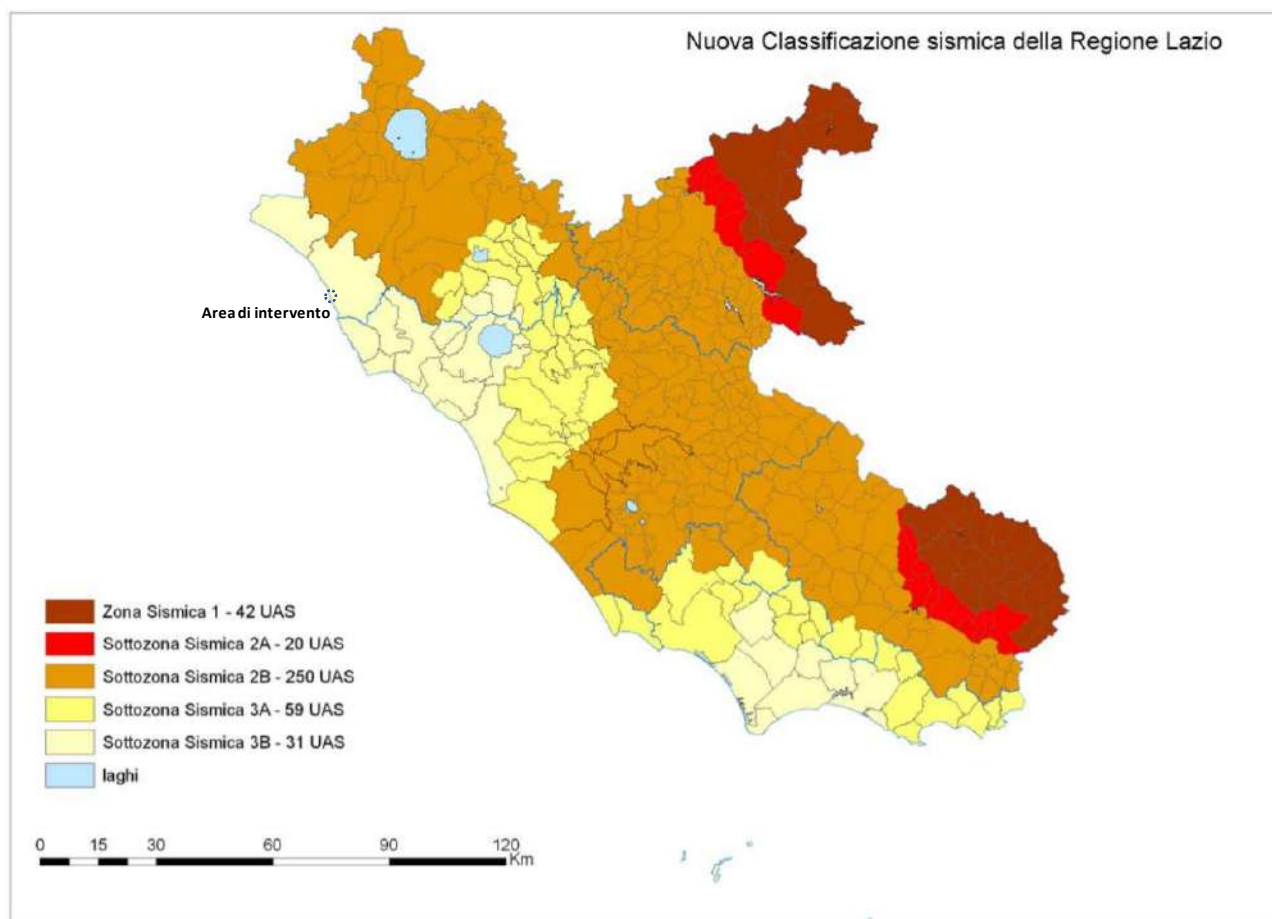 Nuova Classificazione sismica della Regione Lazio
Area di intervento
Zona Sismica 1 - 42 UAS
Sottozona Sismica 2A - 20 UAS
Sottozona Sismica 2B - 250 UAS
Sottozona Sismica 3A - 59 UAS
Sottozona Sismica 3B - 31 UAS
laghi
0 15 30 60 90 120
Km